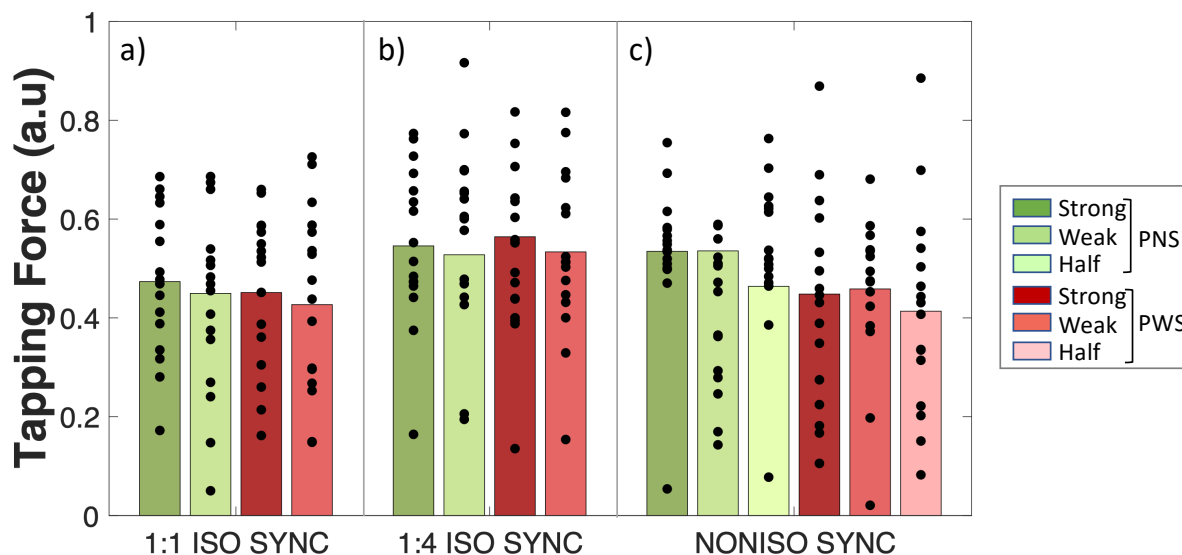 Tapping Force (a.u)
1
0.8
0.6
0.4
0.2
0
a)
b)
c)
1:1 ISO SYNC
1:4 ISO SYNC
NONISO SYNC
Strong
Weak
Half
PNS
Strong
Weak
Half
PWS